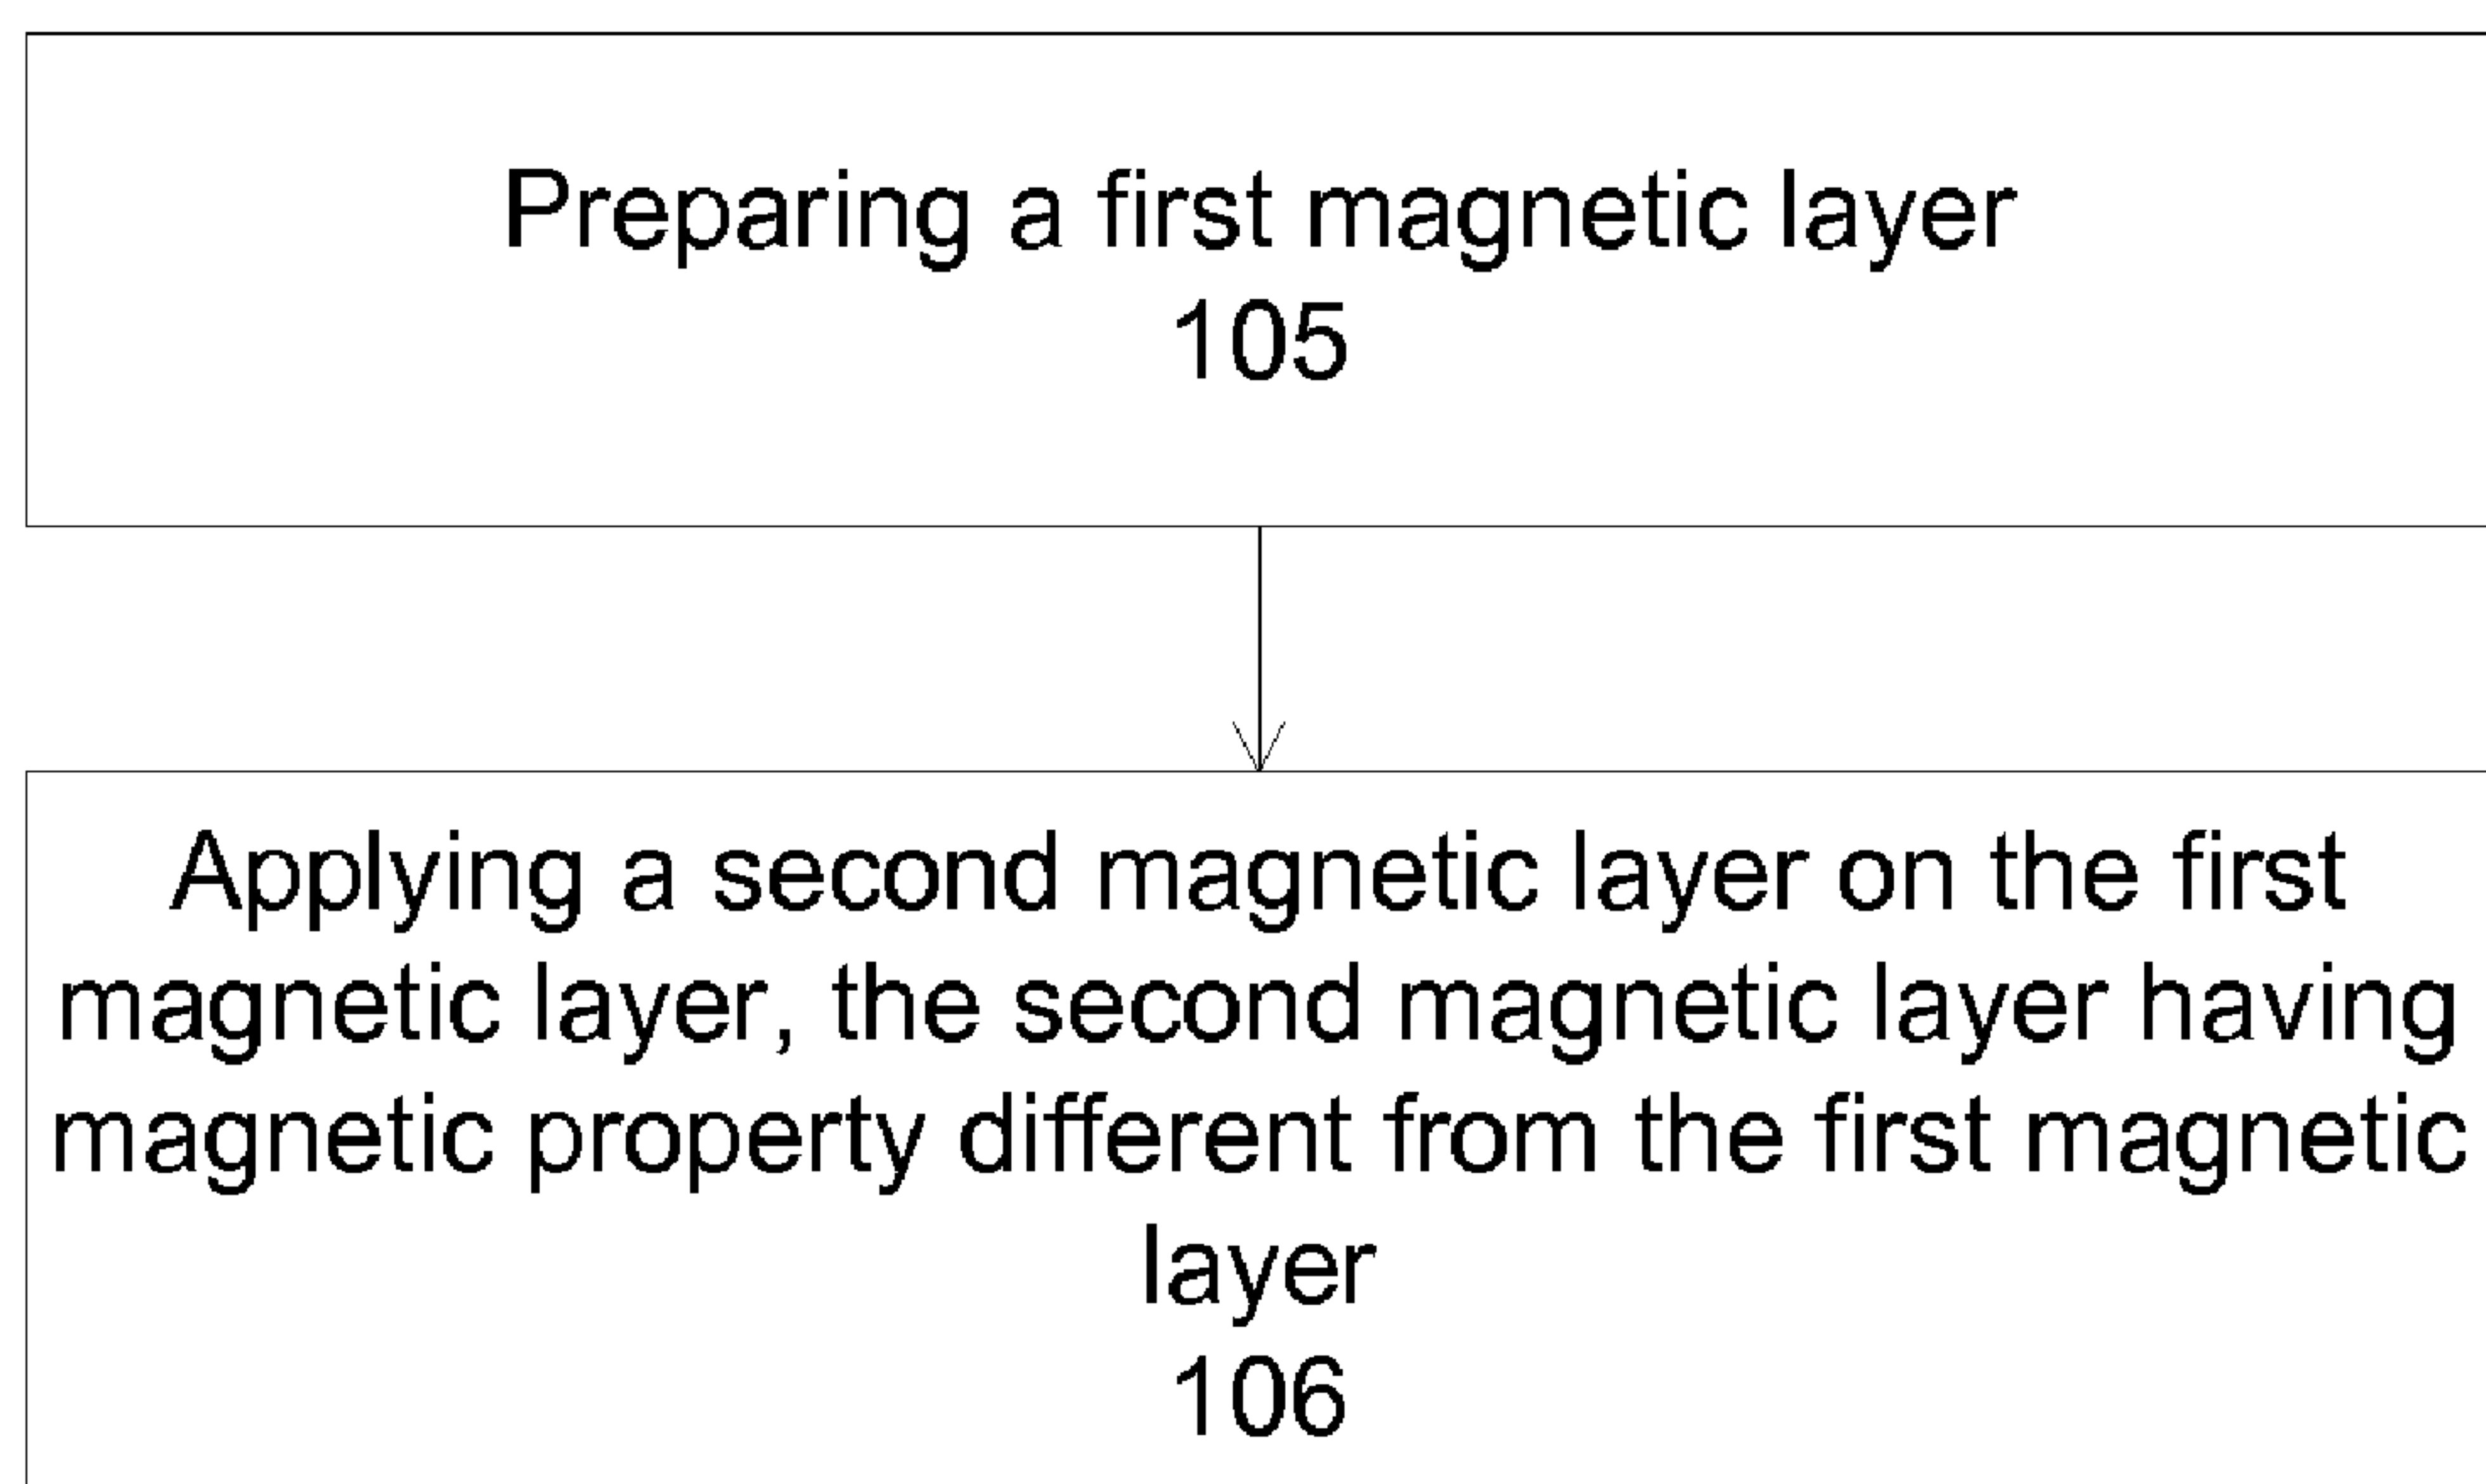 Preparing a first magnetic layer
105
Applying a second magnetic layer on the first
magnetic layer, the second magnetic layer having
magnetic property different from the first magnetic
layer
106